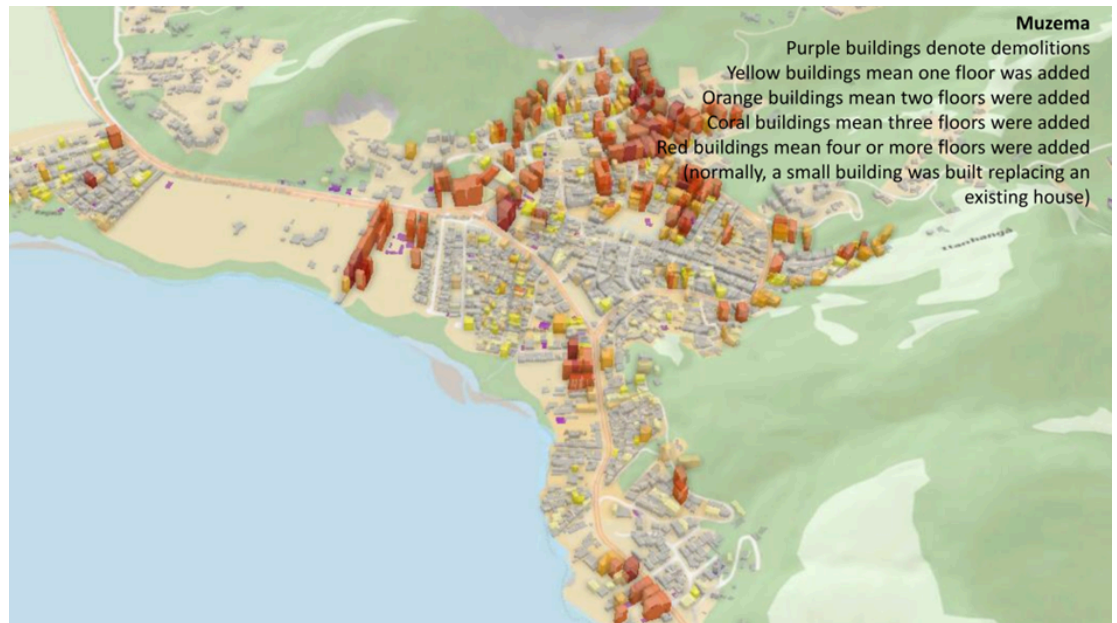 Muzema
Purple buildings denote demolitions
Yellow buildings mean one floor was added
Orange buildings mean two floors were added
Coral buildings mean three floors were added
Red buildings mean four or more floors were added
(normally, a small building was built replacing an
existing house)
Itanhangá